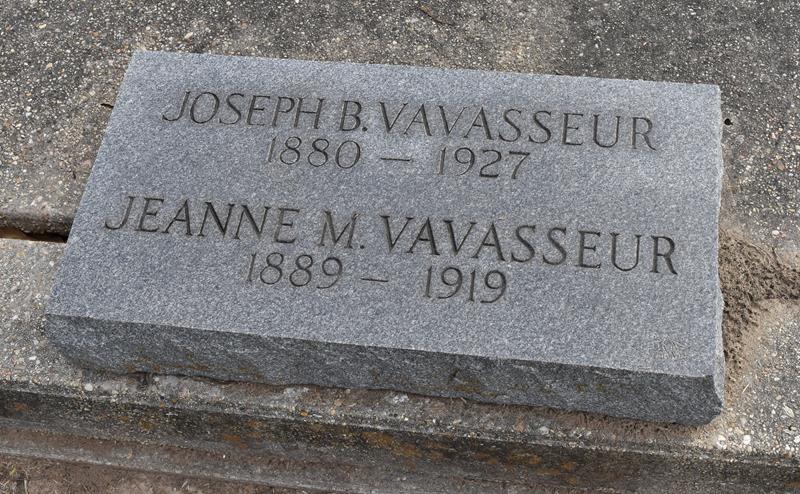 JOSEPH B. VAVASSEUR
1880 — 1927
JEANNE M. VAVASSEUR
1889 — 1919